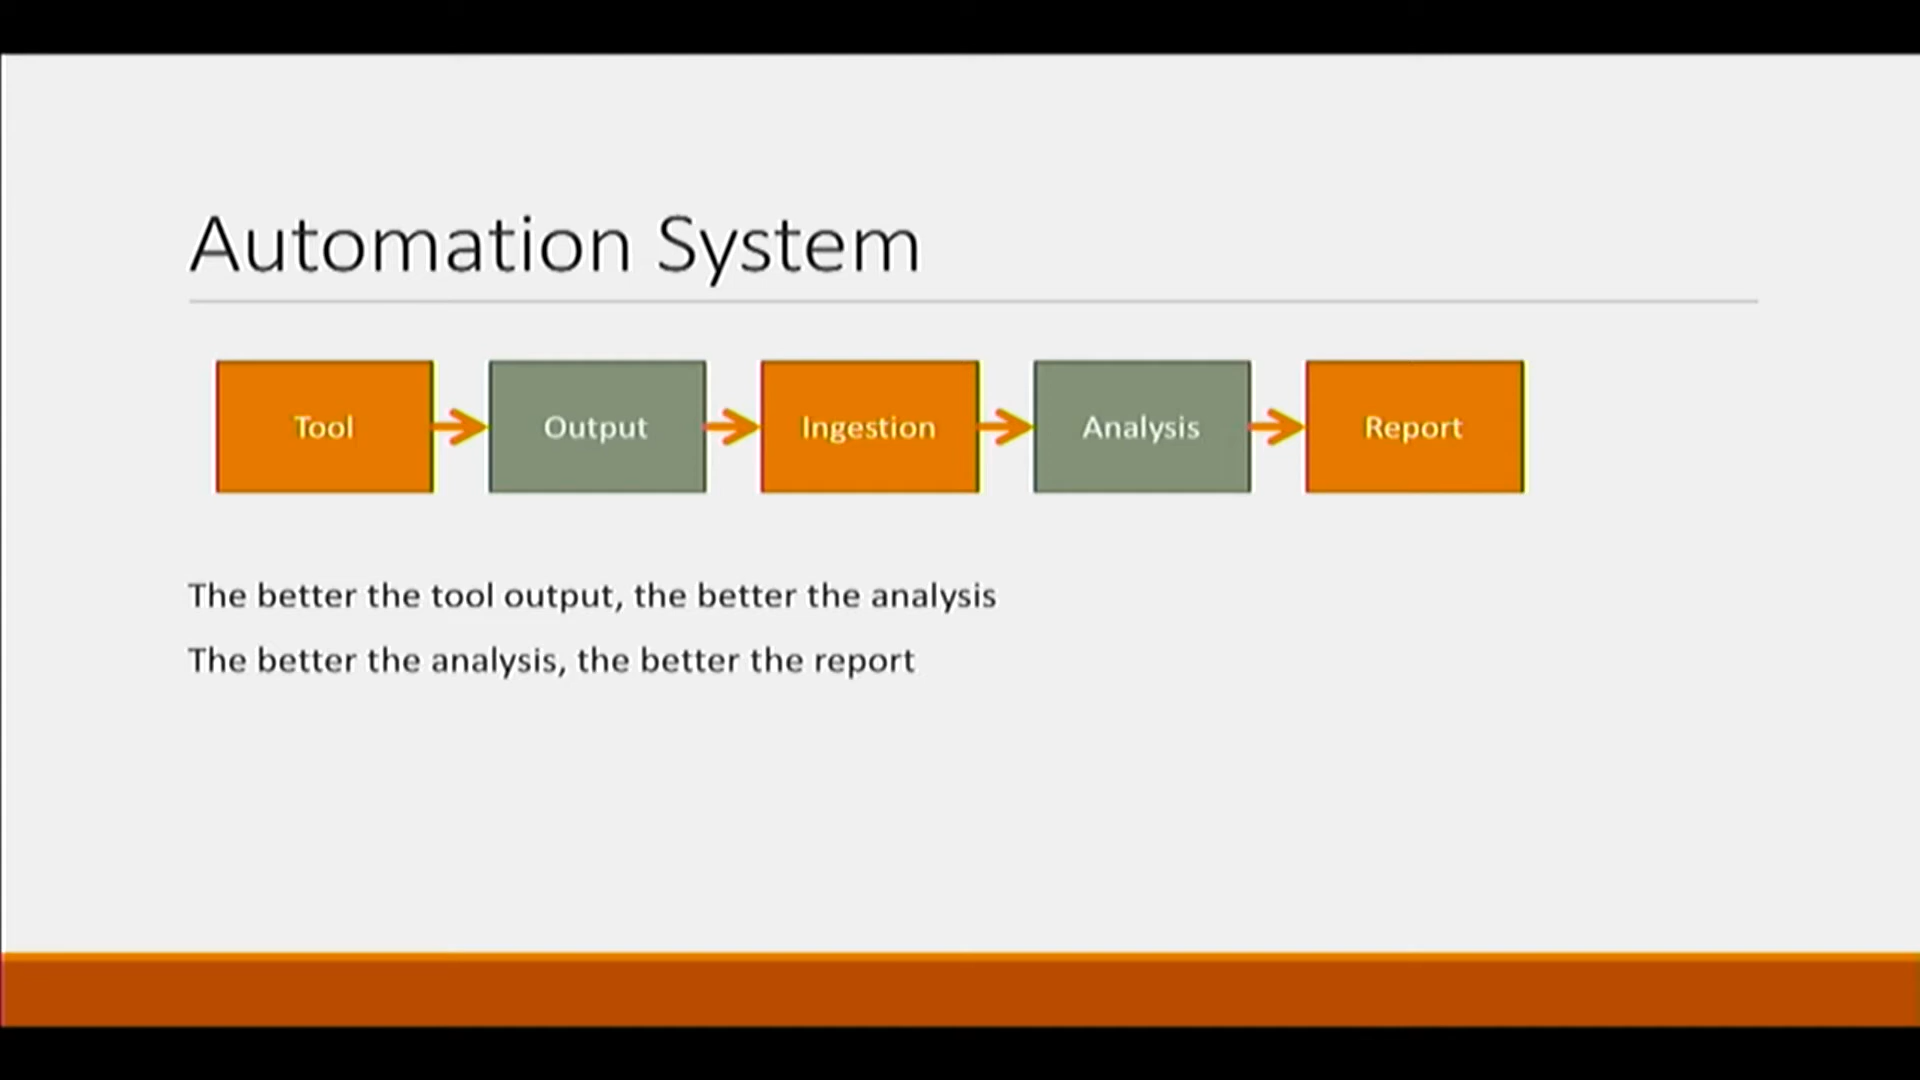 Automation System
Tool
Output
Ingestion
Analysis
Report
The better the tool output, the better the analysis
The better the analysis, the better the report